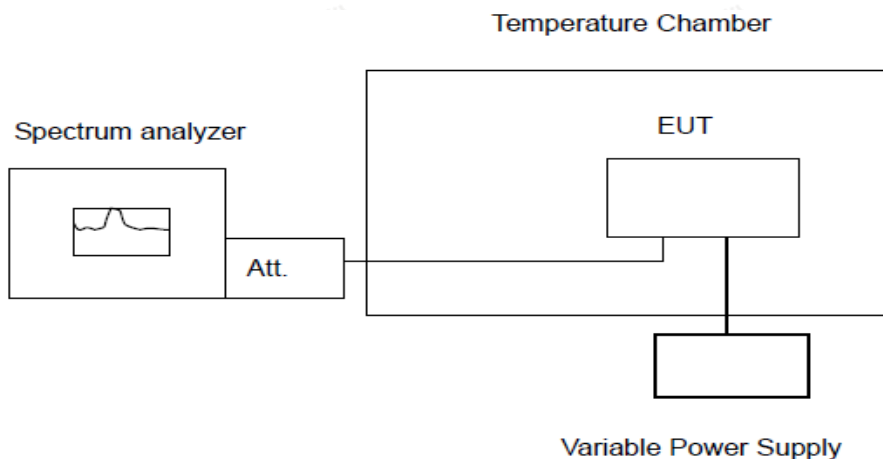 Temperature Chamber
Spectrum analyzer
EUT
Att.
Variable Power Supply